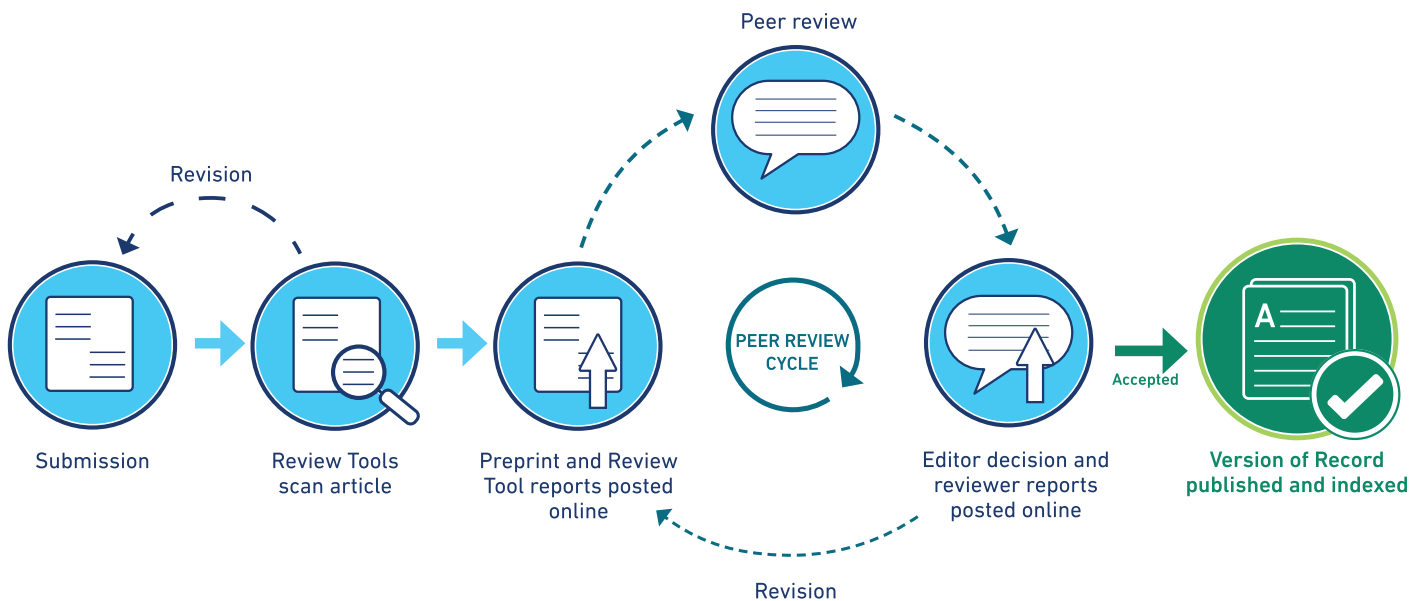 Peer review
Revision
Submission
Review Tools
scan article
Preprint and Review
Tool reports posted
online
PEER REVIEW
CYCLE
Editor decision and
reviewer reports
posted online
Accepted
A
Version of Record
published and indexed
Revision